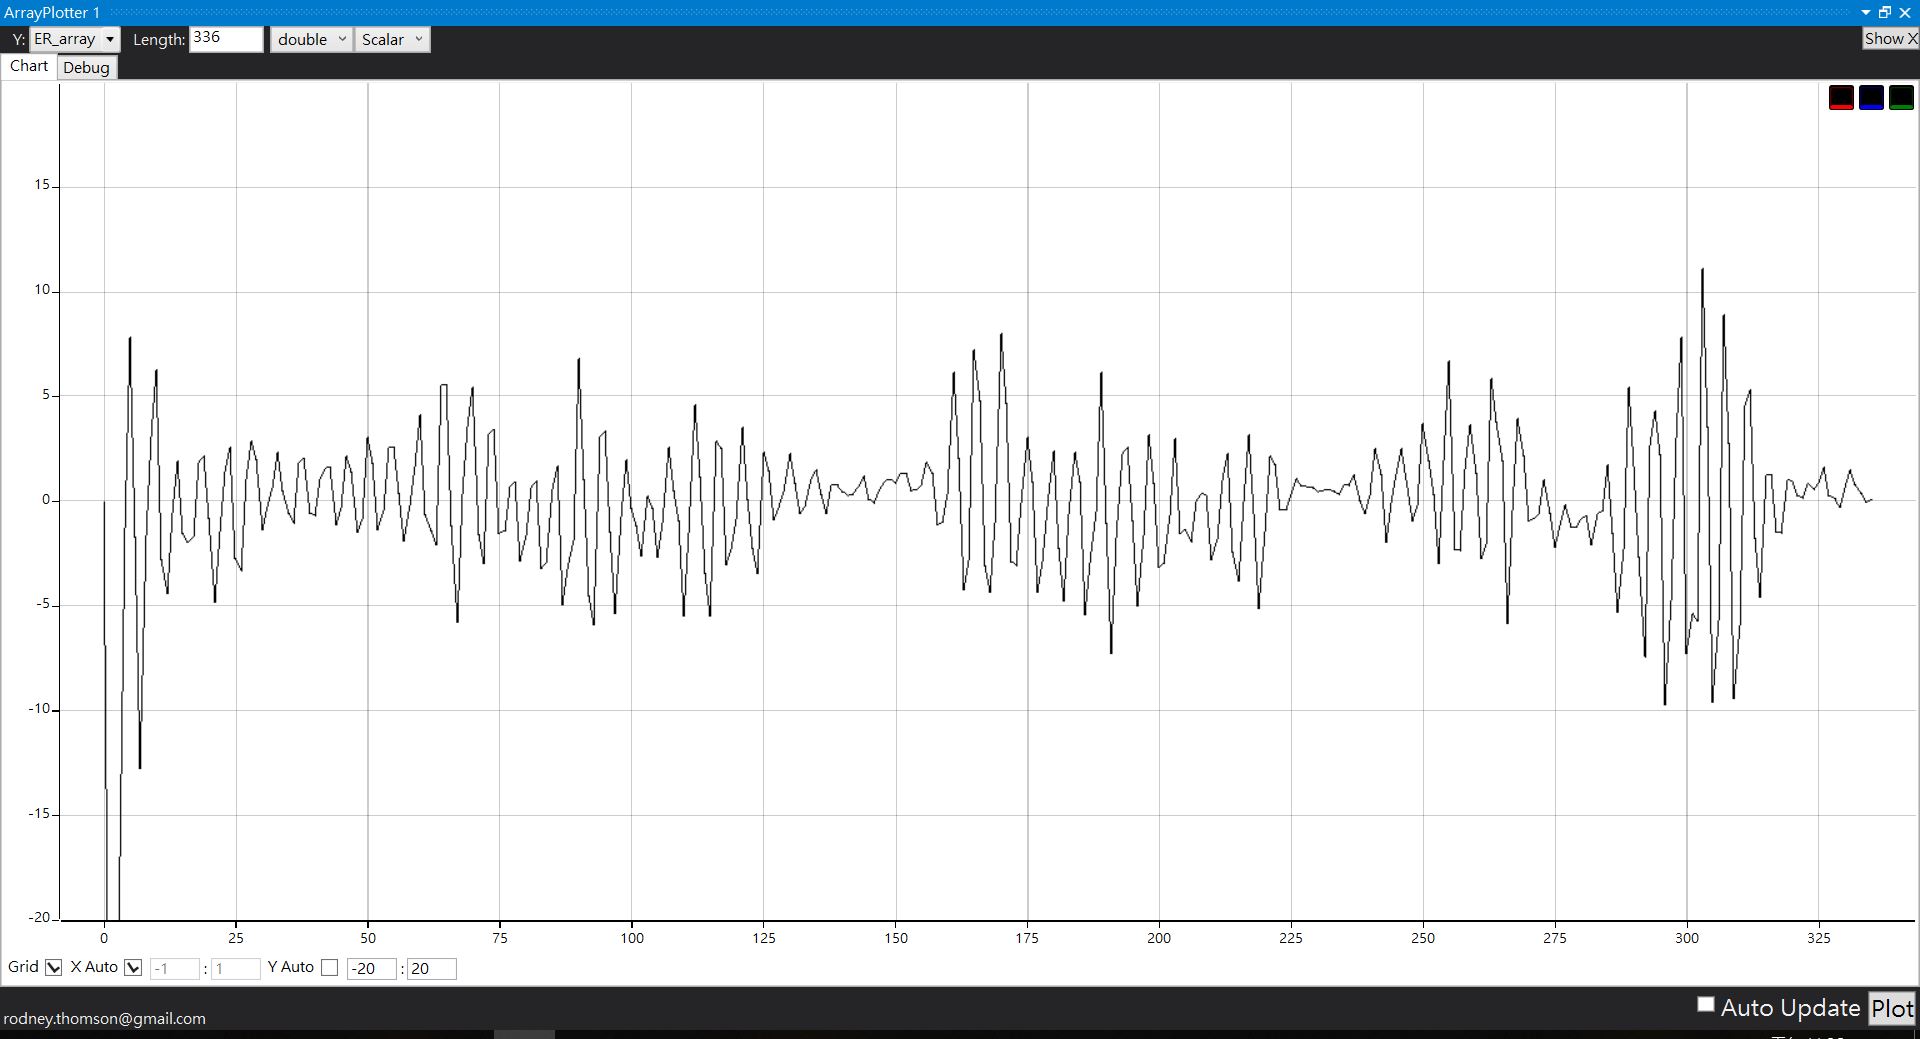 ArrayPlotter 1
Y: ER_array Length: 336 double Scalar Show X
Chart Debug
15
10
5
0
-5
-10
-15
-20
0 25 50 75 100 125 150 175 200 225 250 275 300 325
Grid X Auto -1 : 1 Y Auto -20 : 20
Auto Update Plot
rodney.thomson@gmail.com